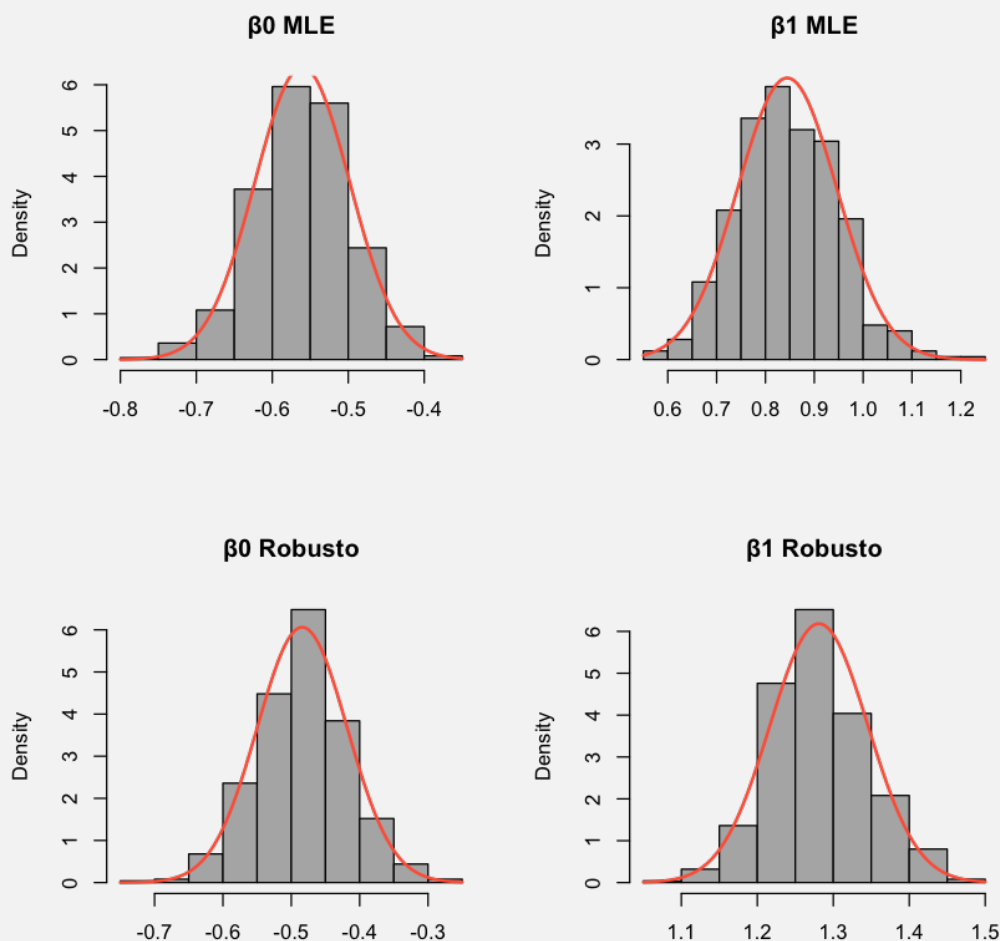 β0 MLE
Density
0 1 2 3 4 5 6
-0.8 -0.7 -0.6 -0.5 -0.4
β1 MLE
Density
0 1 2 3
0.6 0.7 0.8 0.9 1.0 1.1 1.2
β0 Robusto
Density
0 1 2 3 4 5 6
-0.7 -0.6 -0.5 -0.4 -0.3
β1 Robusto
Density
0 1 2 3 4 5 6
1.1 1.2 1.3 1.4 1.5